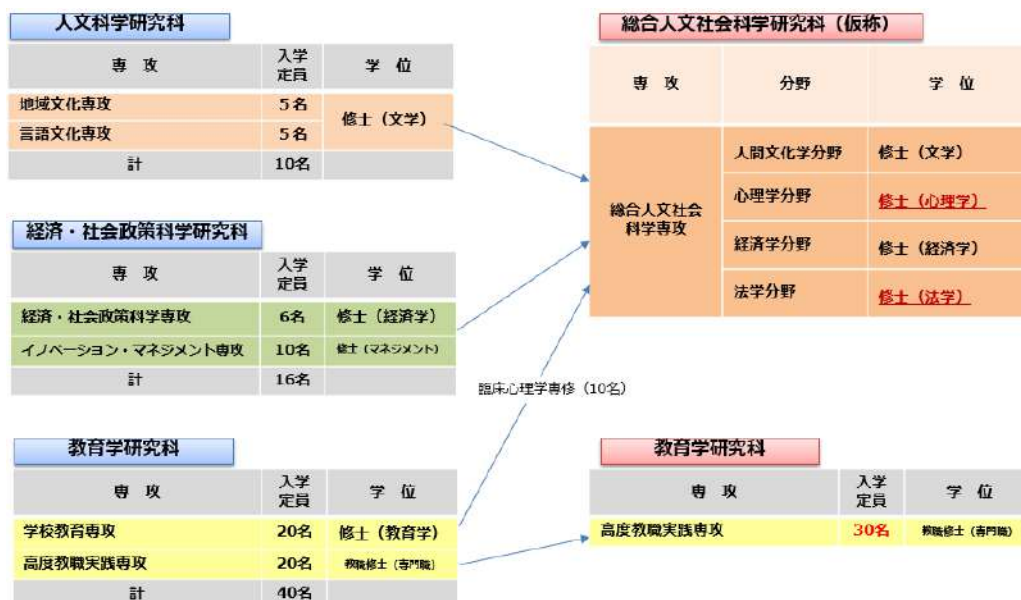 人文科学研究科
専 攻 入学定員 学 位
地域文化専攻 5名 修士（文学）
言語文化専攻 5名
計 10名
経済・社会政策科学研究科
専 攻 入学定員 学 位
経済・社会政策科学専攻 6名 修士（経済学）
イノベーション・マネジメント専攻 10名 修士（マネジメント）
計 16名
教育学研究科
専 攻 入学定員 学 位
学校教育専攻 20名 修士（教育学）
高度教職実践専攻 20名 教職修士（専門職）
計 40名
臨床心理学専修（10名）
総合人文社会科学研究科（仮称）
専 攻 分野 学 位
総合人文社会科学専攻
人間文化学分野 修士（文学）
心理学分野 修士（心理学）
経済学分野 修士（経済学）
法学分野 修士（法学）
教育学研究科
専 攻 入学定員 学 位
高度教職実践専攻 30名 教職修士（専門職）